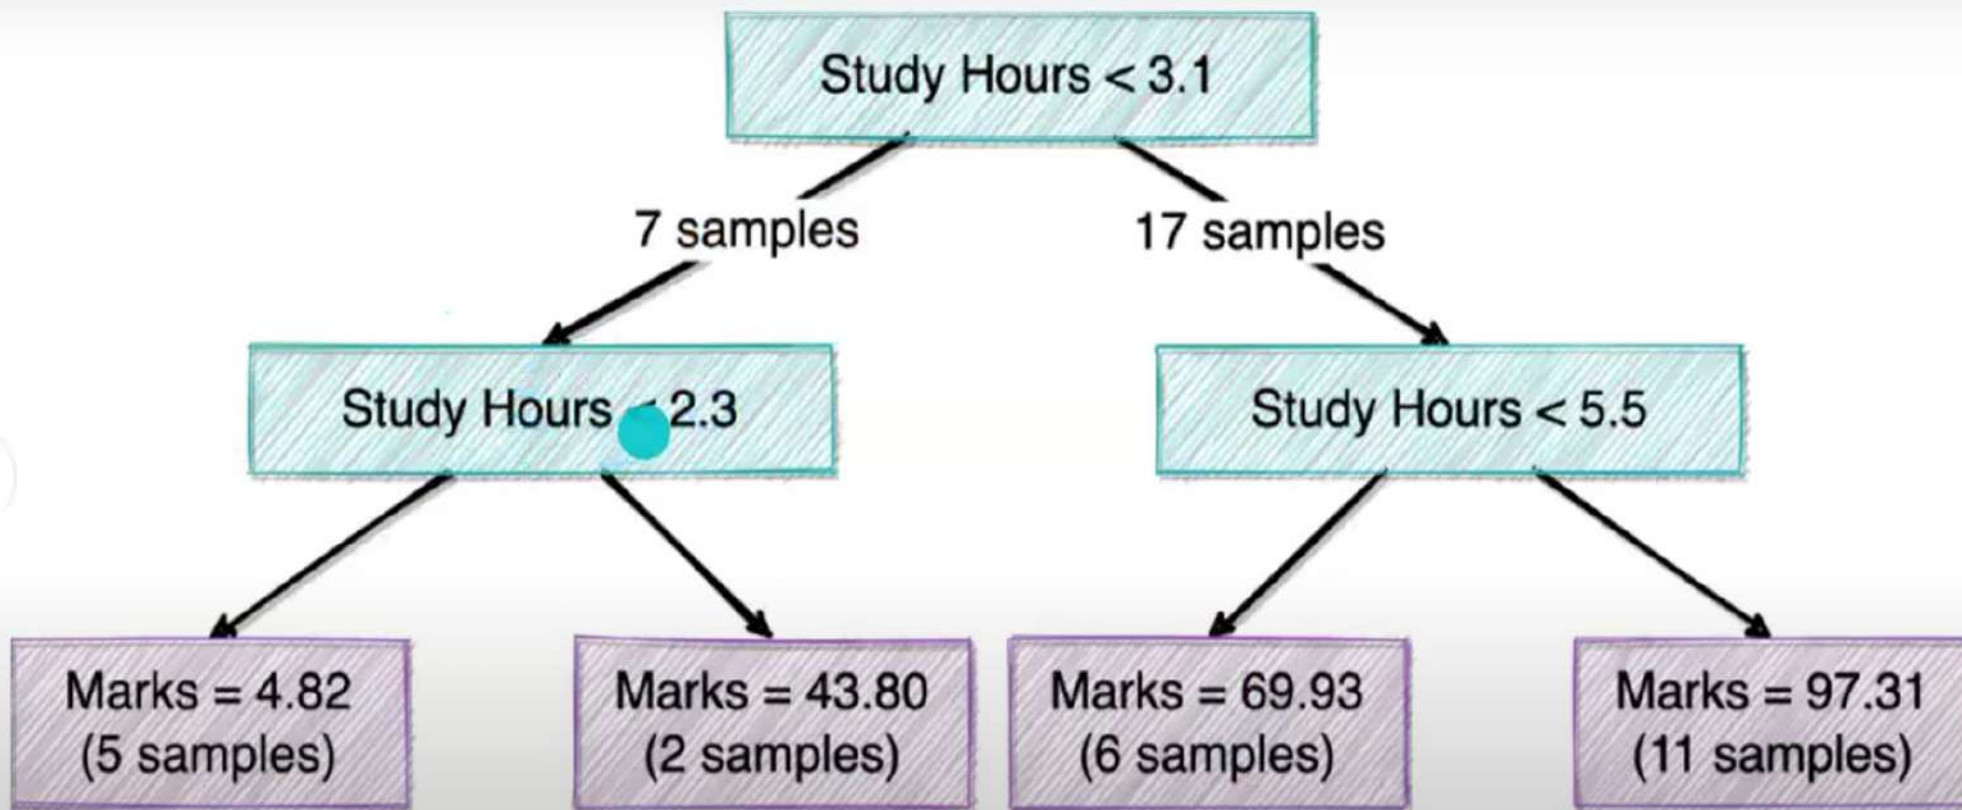 Study Hours < 3.1
7 samples
17 samples
Study Hours < 2.3
Study Hours < 5.5
Marks = 4.82
(5 samples)
Marks = 43.80
(2 samples)
Marks = 69.93
(6 samples)
Marks = 97.31
(11 samples)